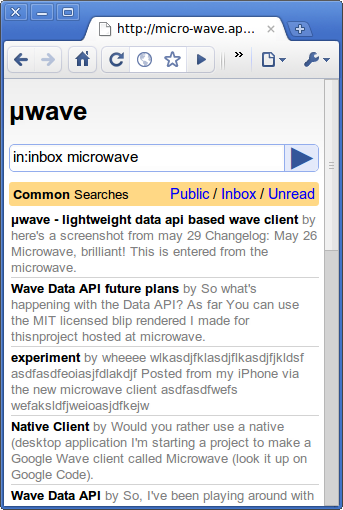 http://micro-wave.ap...
»
µwave
in:inbox microwave
Common Searches Public / Inbox / Unread
µwave - lightweight data api based wave client by
here's a screenshot from may 29 Changelog: May 26
Microwave, brilliant! This is entered from the
microwave.
Wave Data API future plans by So what's
happening with the Data API? As far You can use
the MIT licensed blip rendered I made for
thisnproject hosted at microwave.
experiment by wheeee wlkasdjfklasdjflkasdjfjkldsf
asdfasdfeoiasjfdlakdjf Posted from my iPhone via
the new microwave client asdfasdfwefs
wefaksldfjweioasjdfkejw
Native Client by Would you rather use a native
(desktop application I'm starting a project to make a
Google Wave client called Microwave (look it up on
Google Code).
Wave Data API by So, I've been playing around with